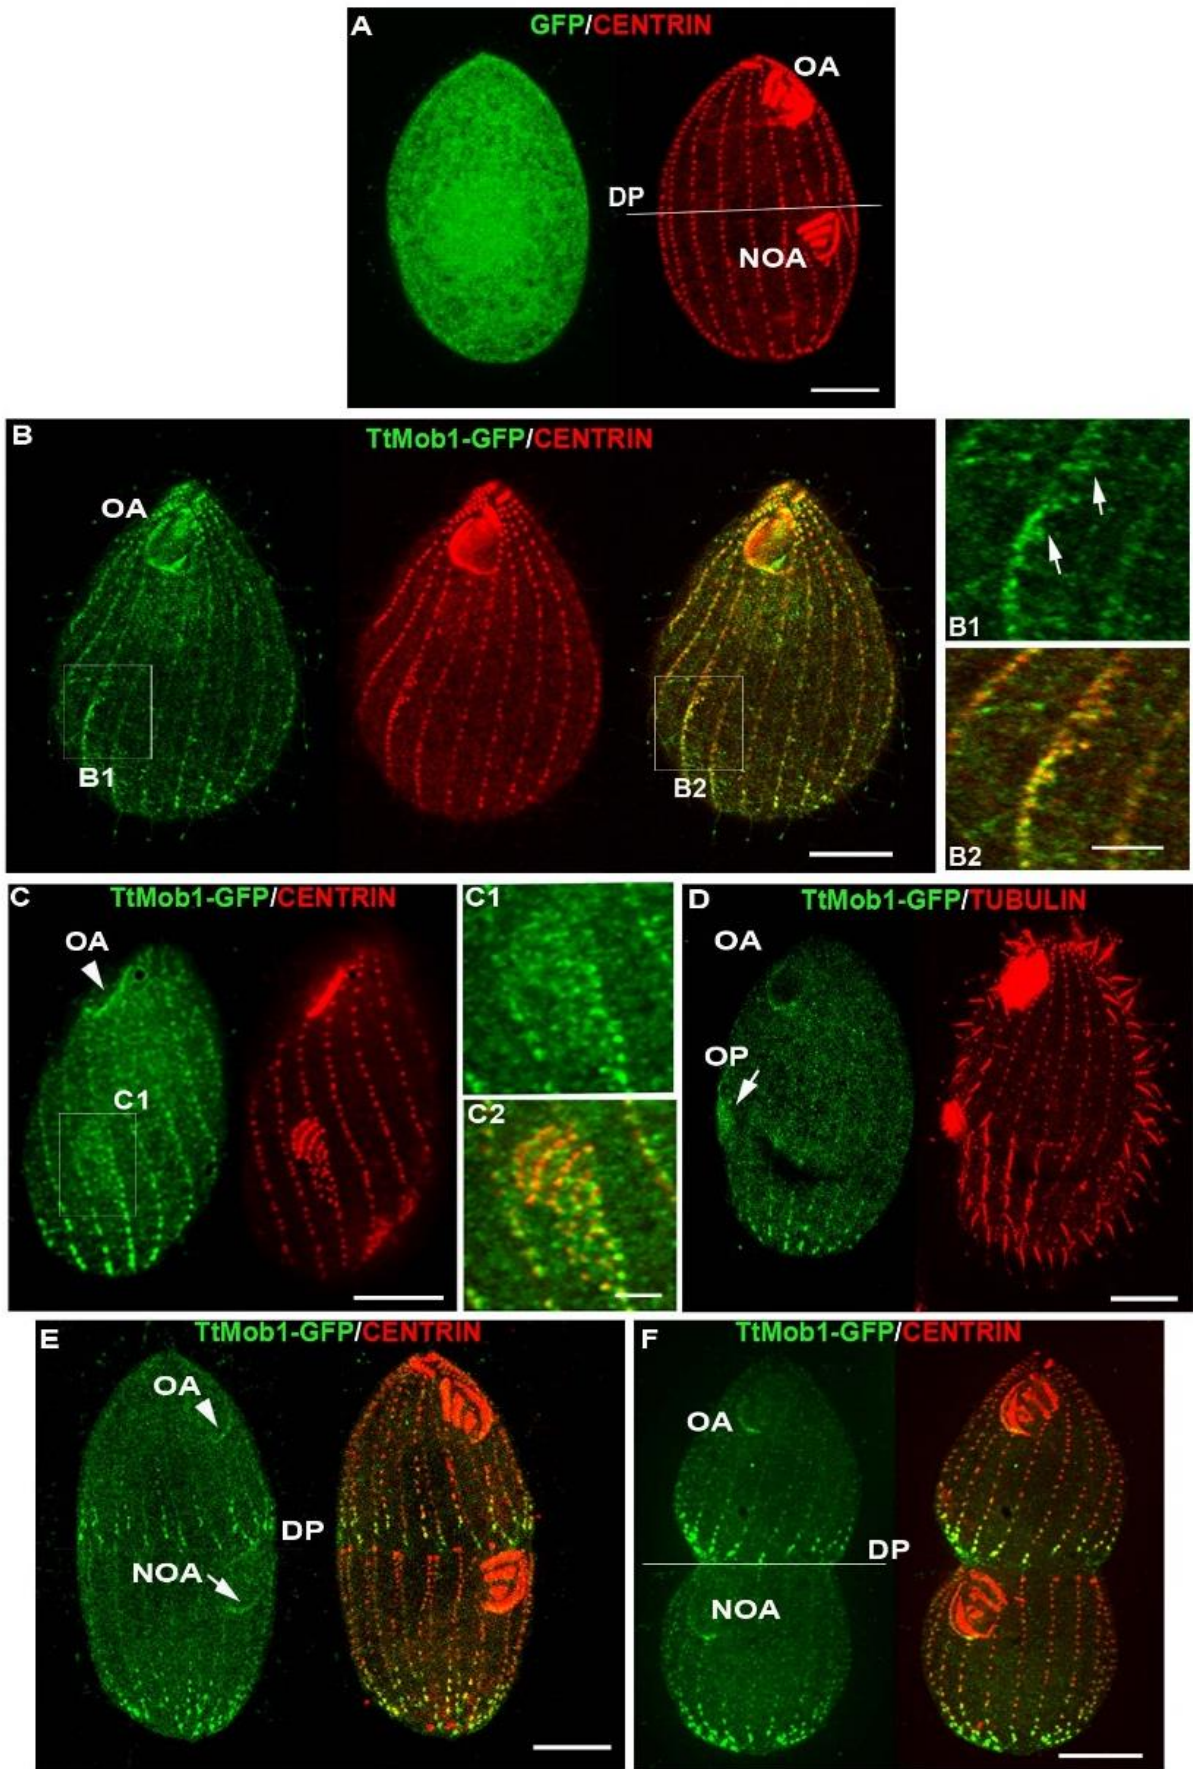 A GFP/CENTRIN
OA
DP
NOA
B TtMob1-GFP/CENTRIN
OA
B1
B2
B1
B2
C TtMob1-GFP/CENTRIN
OA
C1
C1
C2
D TtMob1-GFP/TUBULIN
OA
OP
E TtMob1-GFP/CENTRIN
OA
DP
NOA
F TtMob1-GFP/CENTRIN
OA
DP
NOA